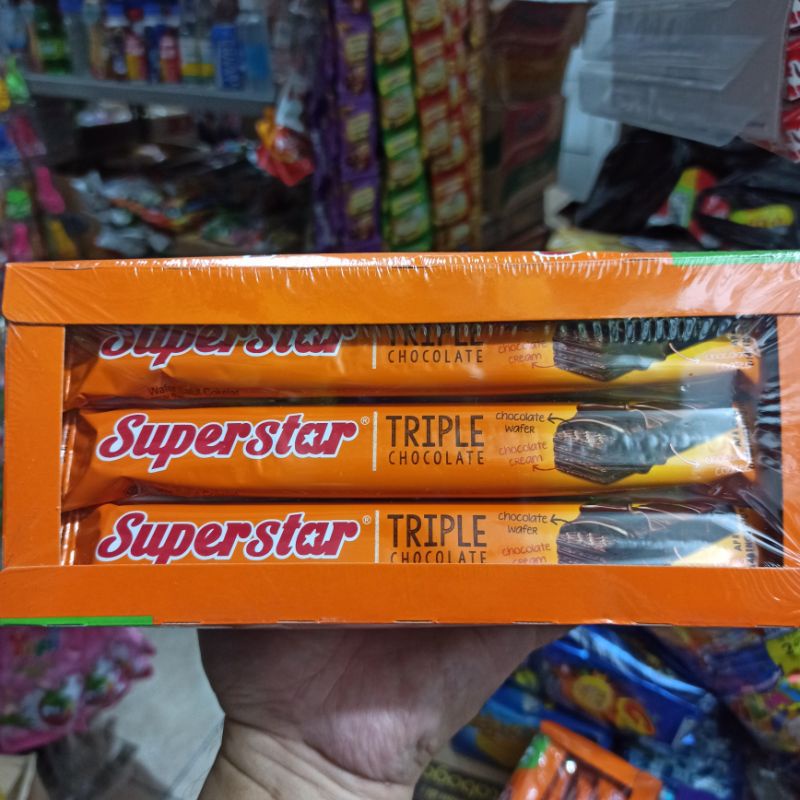 Superstar
TRIPLE
CHOCOLATE
chocolate
cream
Superstar®
TRIPLE
CHOCOLATE
chocolate
wafer
chocolate
cream
Superstar®
TRIPLE
CHOCOLATE
chocolate
wafer
chocolate
cream